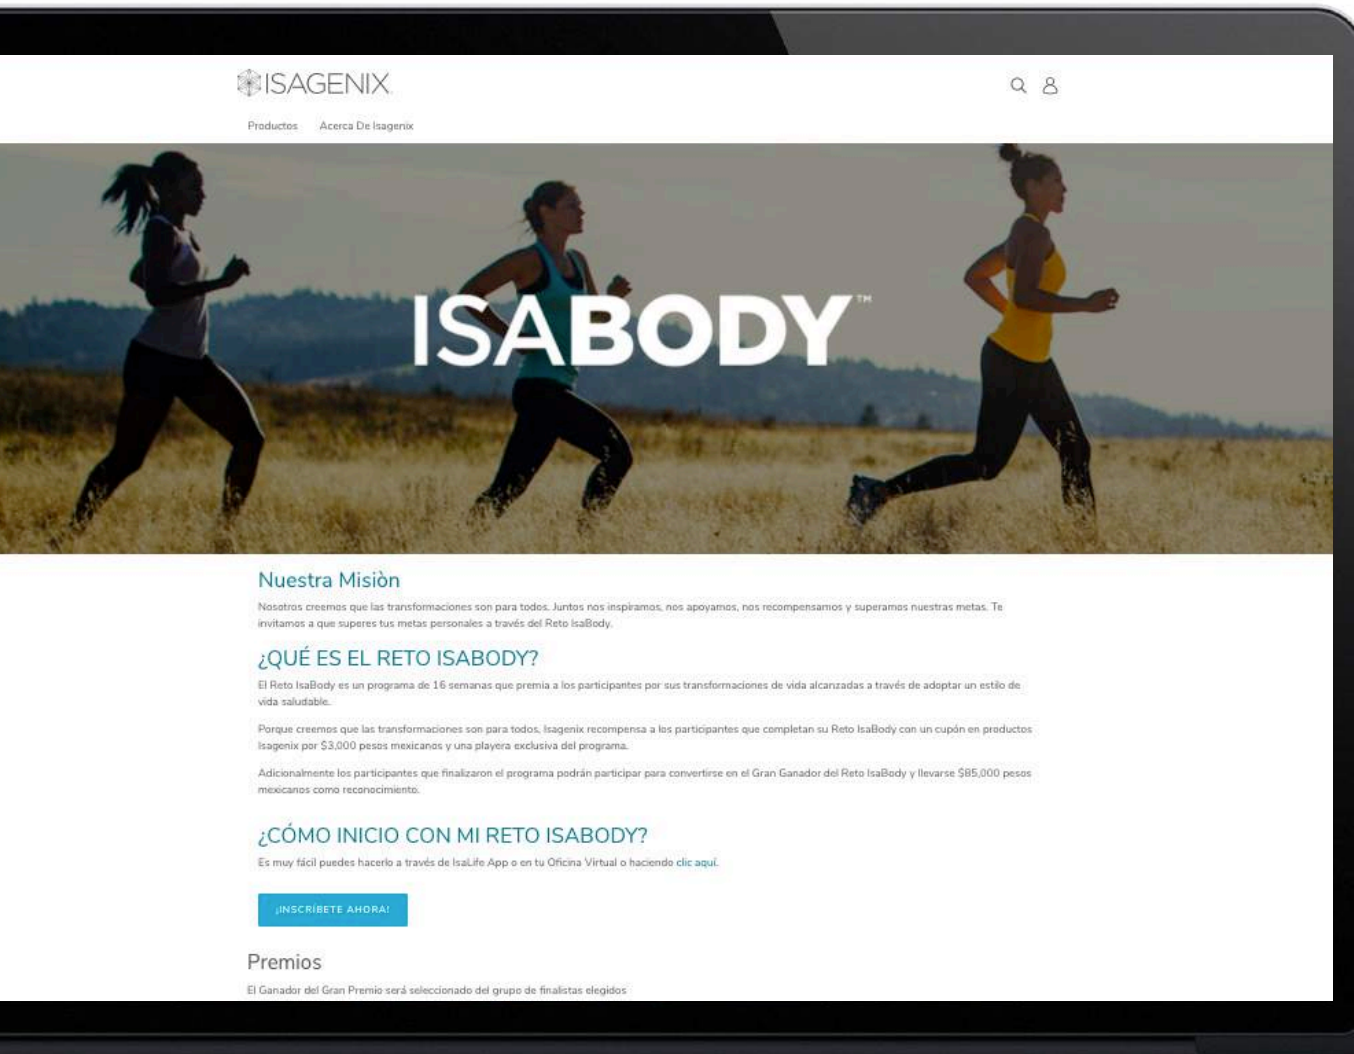 ISAGENIX
Productos Acerca De Isagenix
ISABODY™
Nuestra Misiòn
Nosotros creemos que las transformaciones son para todos. Juntos nos inspiramos, nos apoyamos, nos recompensamos y superamos nuestras metas. Te
invitamos a que superes tus metas personales a través del Reto IsaBody.
¿QUÉ ES EL RETO ISABODY?
El Reto IsaBody es un programa de 16 semanas que premia a los participantes por sus transformaciones de vida alcanzadas a través de adoptar un estilo de
vida saludable.
Porque creemos que las transformaciones son para todos, Isagenix recompensa a los participantes que completan su Reto IsaBody con un cupón en productos
Isagenix por $3,000 pesos mexicanos y una playera exclusiva del programa.
Adicionalmente los participantes que finalizaron el programa podrán participar para convertirse en el Gran Ganador del Reto IsaBody y llevarse $85,000 pesos
mexicanos como reconocimiento.
¿CÓMO INICIO CON MI RETO ISABODY?
Es muy fácil puedes hacerlo a través de IsaLife App o en tu Oficina Virtual o haciendo clic aquí.
¡INSCRÍBETE AHORA!
Premios
El Ganador del Gran Premio será seleccionado del grupo de finalistas elegidos